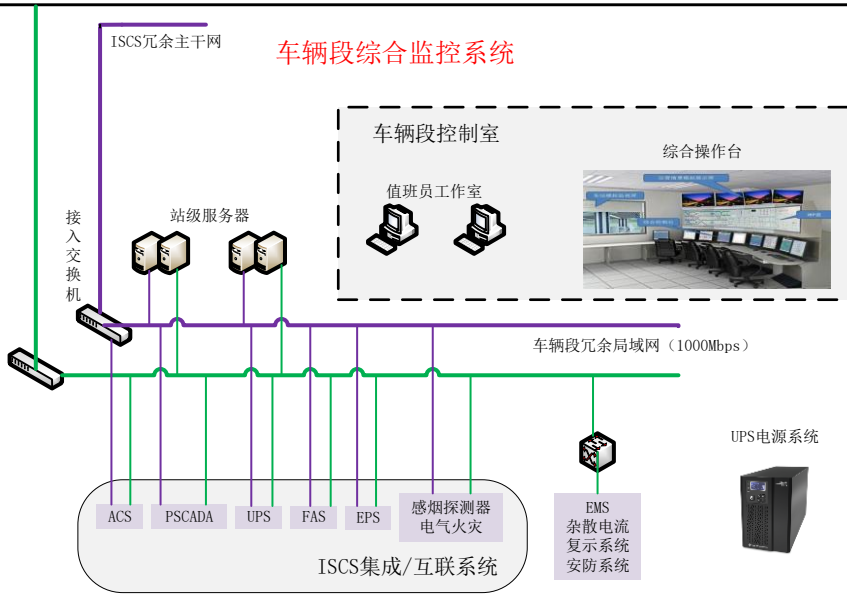 ISCS冗余主干网
车辆段综合监控系统
车辆段控制室
综合操作台
值班员工作室
接入交换机
站级服务器
车辆段冗余局域网（1000Mbps）
UPS电源系统
ACS
PSCADA
UPS
FAS
EPS
感烟探测器
电气火灾
EMS
杂散电流
复示系统
安防系统
ISCS集成/互联系统